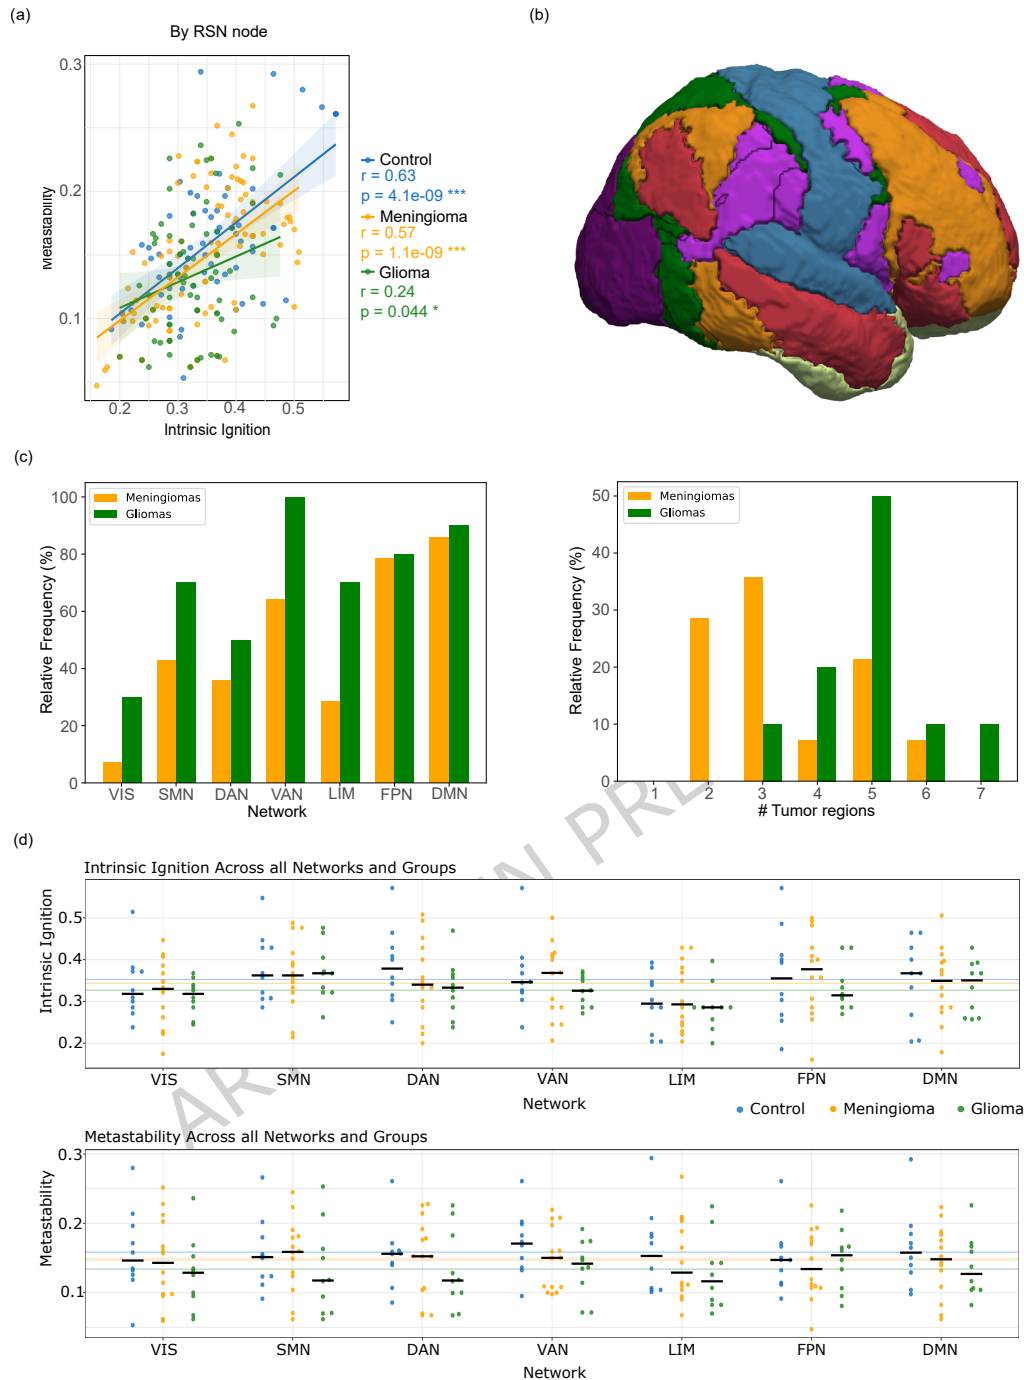 (a)
By RSN node
0.3
0.2
0.1
Metastability
0.2
0.3
0.4
0.5
Intrinsic Ignition
Control
r = 0.63
p = 4.1e-09 ***
Meningioma
r = 0.57
p = 1.1e-09 ***
Glioma
r = 0.24
p = 0.044 *
(b)
(c)
Meningiomas
Gliomas
100
80
60
40
20
0
Relative Frequency (%)
VIS SMN DAN VAN LIM FPN DMN
Network
Meningiomas
Gliomas
50
40
30
20
10
0
Relative Frequency (%)
1 2 3 4 5 6 7
# Tumor regions
(d)
Intrinsic Ignition Across all Networks and Groups
0.5
0.4
0.3
0.2
Intrinsic Ignition
VIS SMN DAN VAN LIM FPN DMN
Network
Control Meningioma Glioma
Metastability Across all Networks and Groups
0.3
0.2
0.1
Metastability
VIS SMN DAN VAN LIM FPN DMN
Network